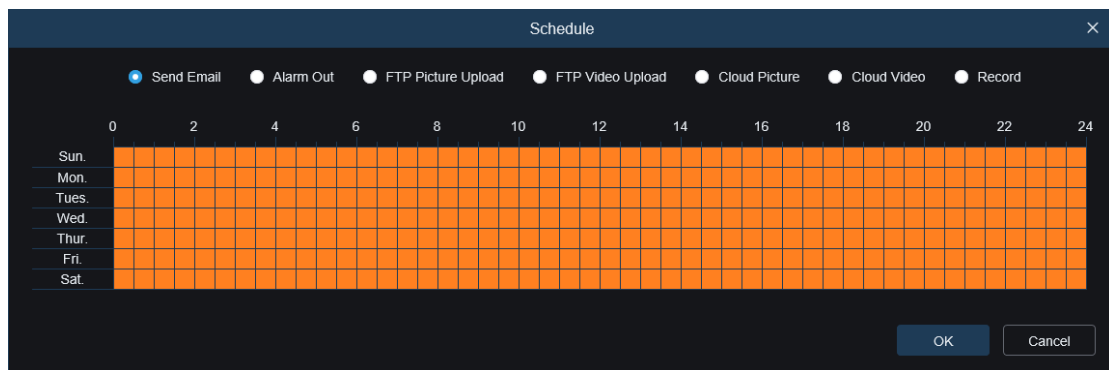 Schedule
Send Email Alarm Out FTP Picture Upload FTP Video Upload Cloud Picture Cloud Video Record
0 2 4 6 8 10 12 14 16 18 20 22 24
Sun.
Mon.
Tues.
Wed.
Thur.
Fri.
Sat.
OK Cancel